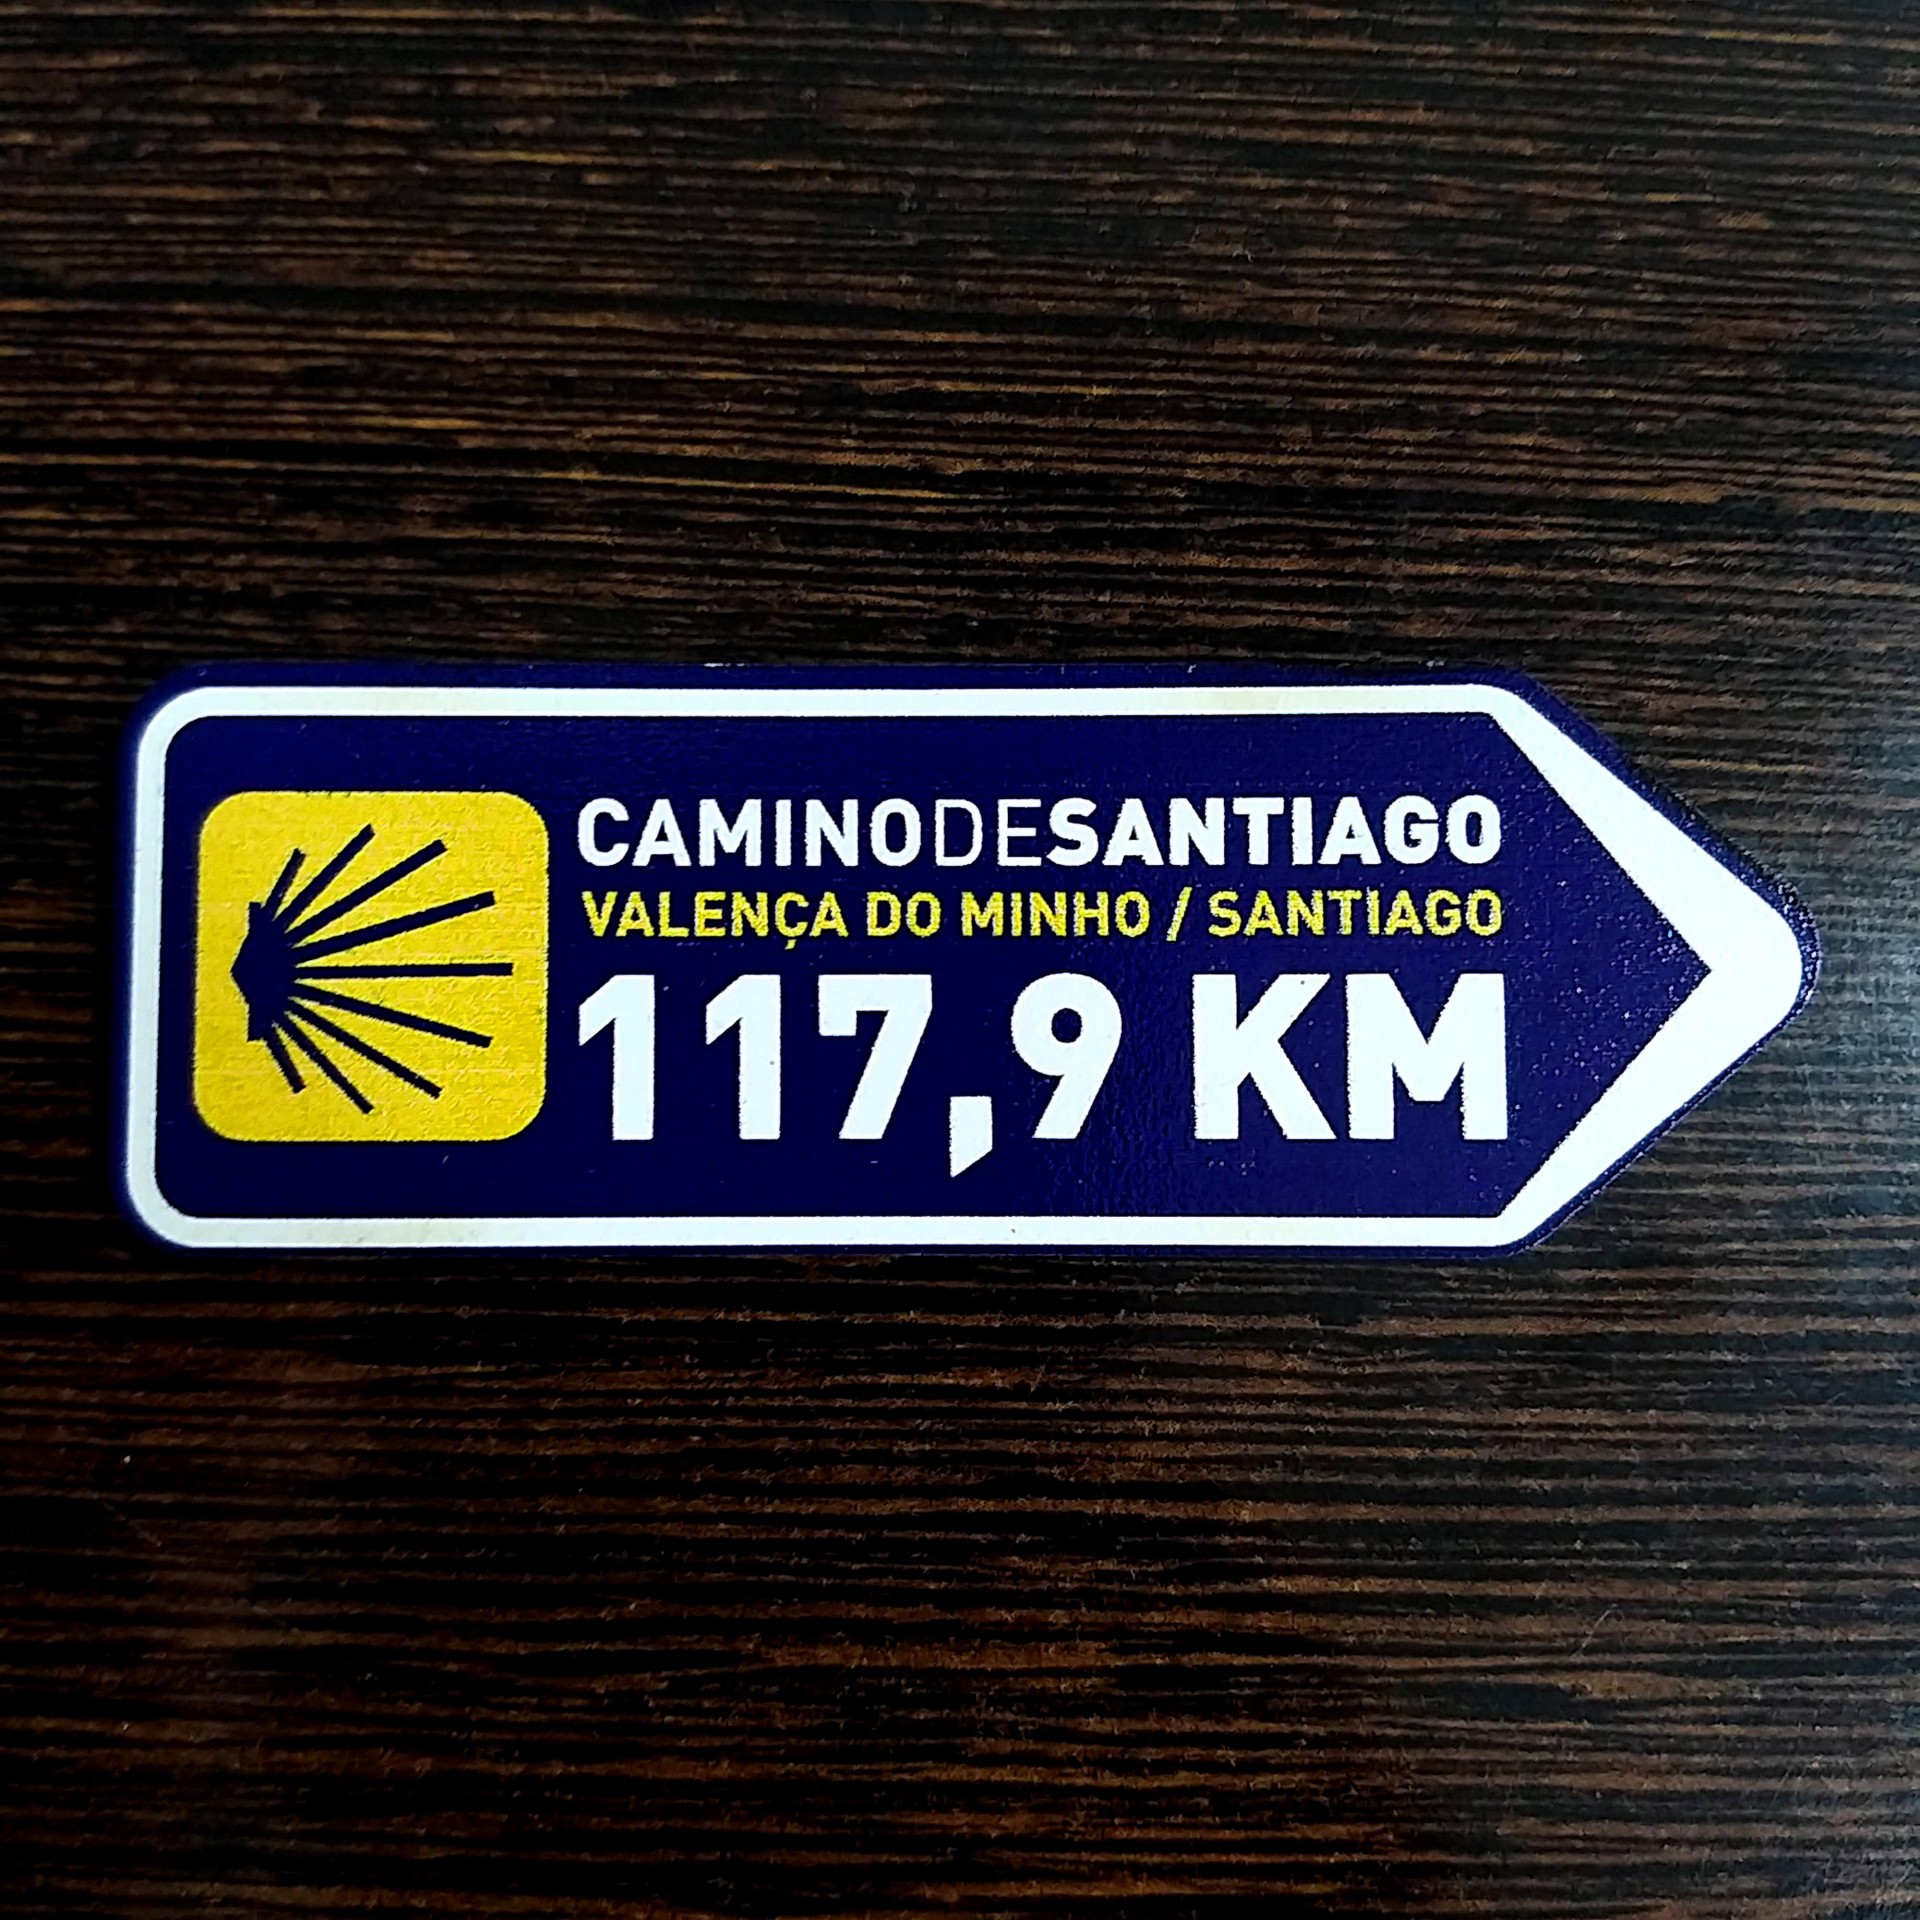 CAMINODESANTIAGO
VALENÇA DO MINHO / SANTIAGO
117,9 KM